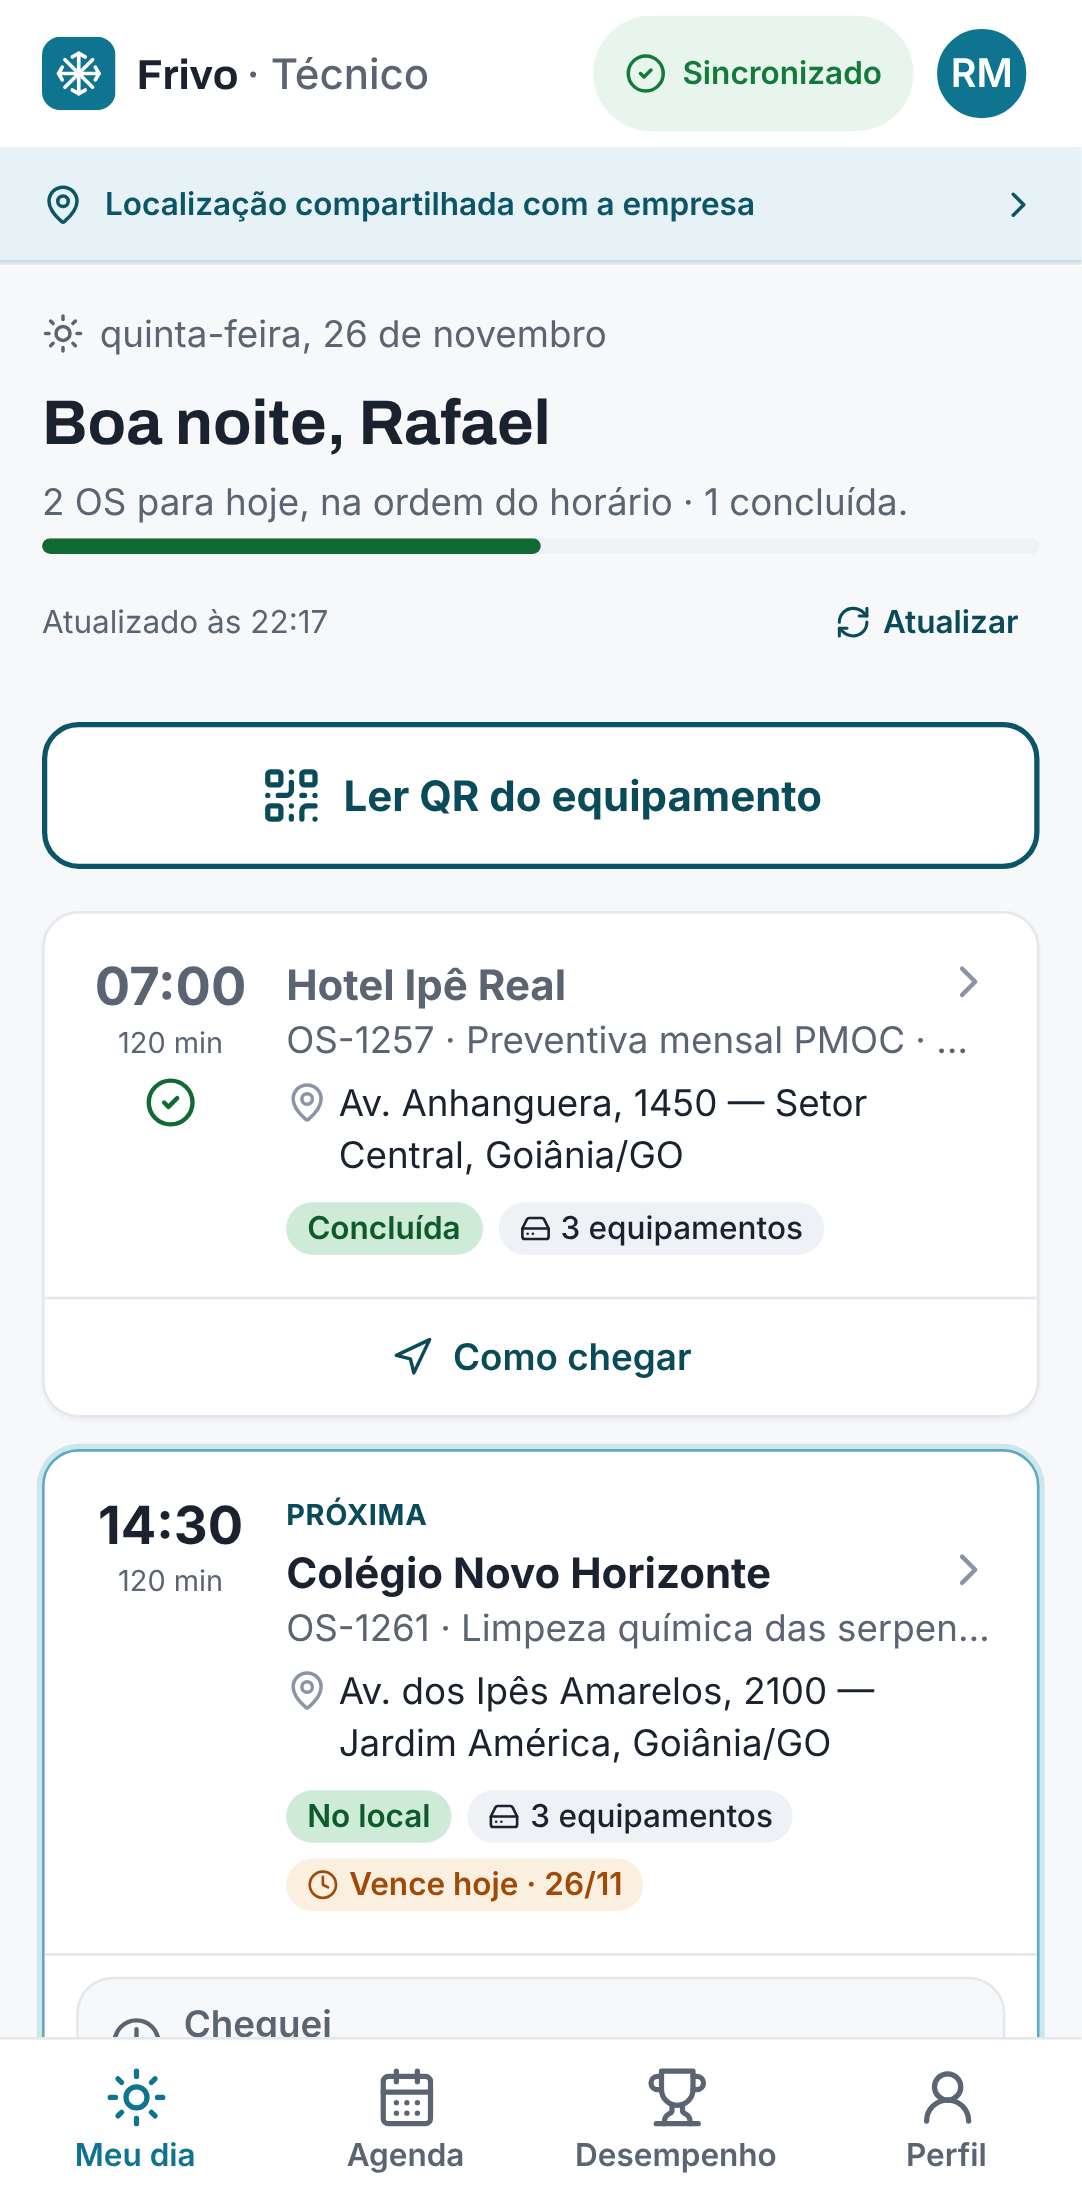 Frivo · Técnico
Sincronizado
RM
Localização compartilhada com a empresa
quinta-feira, 26 de novembro
Boa noite, Rafael
2 OS para hoje, na ordem do horário · 1 concluída.
Atualizado às 22:17
Atualizar
Ler QR do equipamento
07:00
120 min
Hotel Ipê Real
OS-1257 · Preventiva mensal PMOC · ...
Av. Anhanguera, 1450 — Setor
Central, Goiânia/GO
Concluída
3 equipamentos
Como chegar
14:30
120 min
PRÓXIMA
Colégio Novo Horizonte
OS-1261 · Limpeza química das serpen...
Av. dos Ipês Amarelos, 2100 —
Jardim América, Goiânia/GO
No local
3 equipamentos
Vence hoje · 26/11
Cheguei
Meu dia
Agenda
Desempenho
Perfil